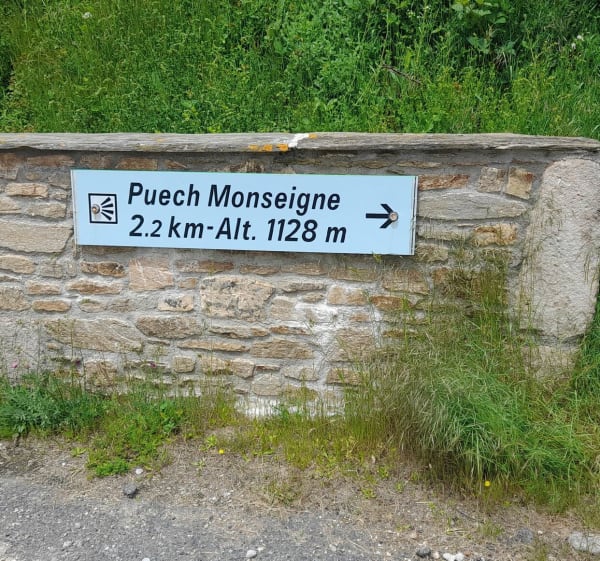 Puech Monseigne
2.2 km-Alt. 1128 m